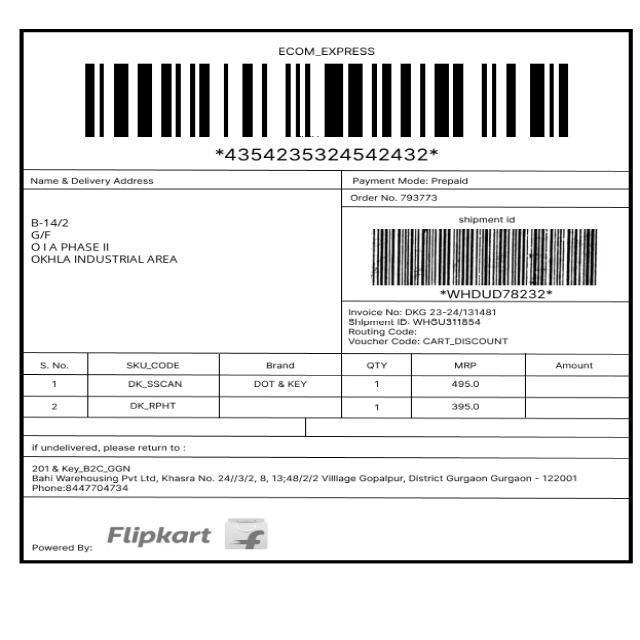 ECOM_EXPRESS
*4354235324542432*
Name & Delivery Address
Payment Mode: Prepaid
Order No. 793773
B-14/2
G/F
O I A PHASE II
OKHLA INDUSTRIAL AREA
shipment id
*WHDUD78232*
Invoice No: DKG 23-24/131481
Shipment ID: WHGU311854
Routing Code:
Voucher Code: CART_DISCOUNT
S. No. SKU_CODE Brand QTY MRP Amount
1 DK_SSCAN DOT & KEY 1 495.0
2 DK_RPHT 1 395.0
if undelivered, please return to :
201 & Key_B2C_GGN
Bahi Warehousing Pvt Ltd, Khasra No. 24//3/2, 8, 13;48/2/2 Villlage Gopalpur, District Gurgaon Gurgaon - 122001
Phone:8447704734
Powered By: Flipkart